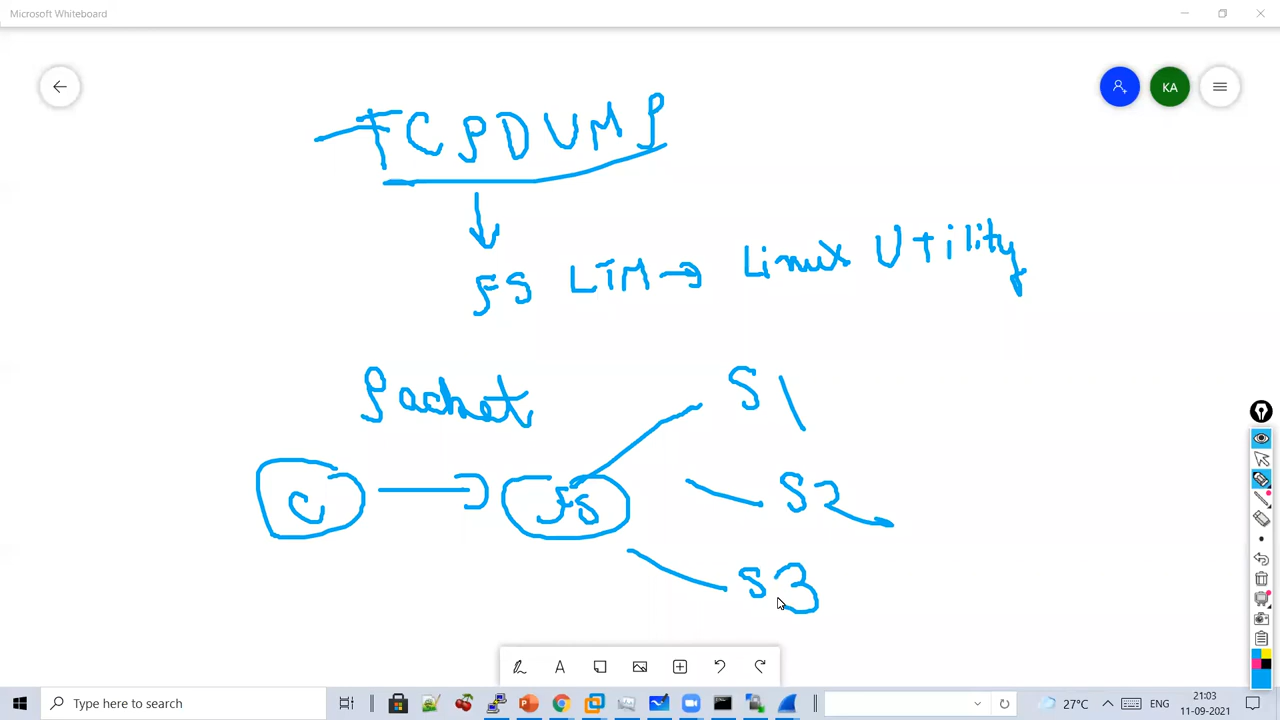 Microsoft Whiteboard
KA
TCPDUMP
F5 LTM → Linux Utility
Packet
S1
C
F5
S2
S3
A
Type here to search
27°C
ENG
21:03
11-09-2021